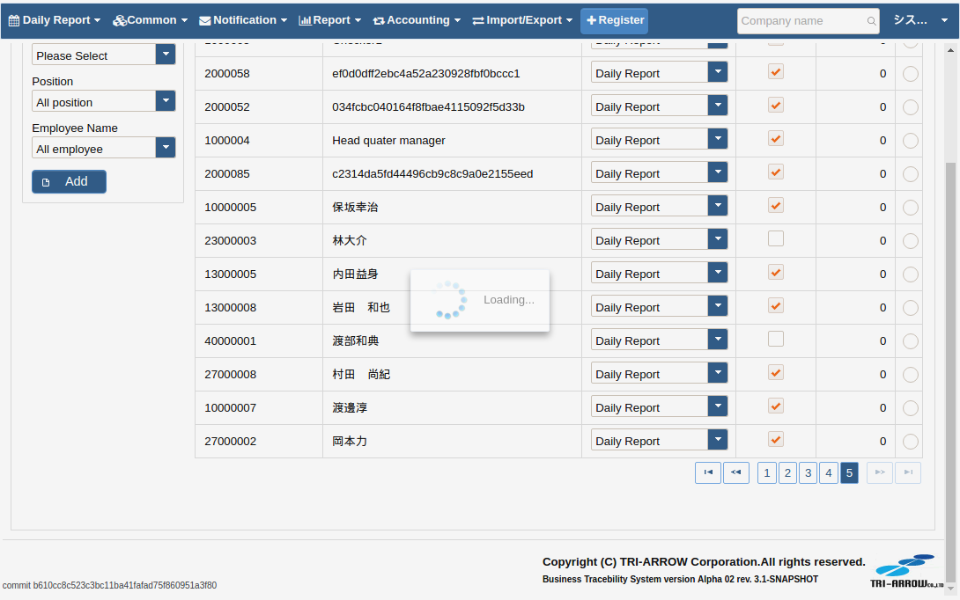 Daily Report Common Notification Report Accounting Import/Export Register Company name シス...
Please Select
Position
All position
Employee Name
All employee
Add
2000058 ef0d0dff2ebc4a52a230928fbf0bccc1 Daily Report 0
2000052 034fcbc040164f8fbae4115092f5d33b Daily Report 0
1000004 Head quater manager Daily Report 0
2000085 c2314da5fd44496cb9c8c9a0e2155eed Daily Report 0
10000005 保坂幸治 Daily Report 0
23000003 林大介 Daily Report 0
13000005 内田益身 Daily Report 0
Loading...
13000008 岩田 和也 Daily Report 0
40000001 渡部和典 Daily Report 0
27000008 村田 尚紀 Daily Report 0
10000007 渡邊淳 Daily Report 0
27000002 岡本力 Daily Report 0
1 2 3 4 5
Copyright (C) TRI-ARROW Corporation.All rights reserved.
Business Tracebility System version Alpha 02 rev. 3.1-SNAPSHOT
TRI-ARROW CO.,LTD
commit b610cc8c523c3bc11ba41fafad75f860951a3f80